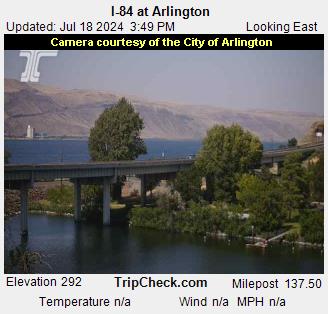 I-84 at Arlington
Updated: Jul 18 2024 3:49 PM Looking East
Camera courtesy of the City of Arlington
Elevation 292 TripCheck.com Milepost 137.50
Temperature n/a Wind n/a MPH n/a